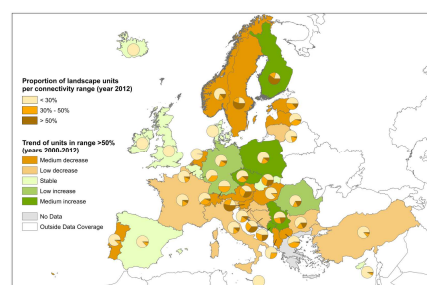 Proportion of landscape units
per connectivity range (year 2012)
< 30%
30% - 50%
> 50%
Trend of units in range >50%
(years 2000-2012)
Medium decrease
Low decrease
Stable
Low increase
Medium increase
No Data
Outside Data Coverage